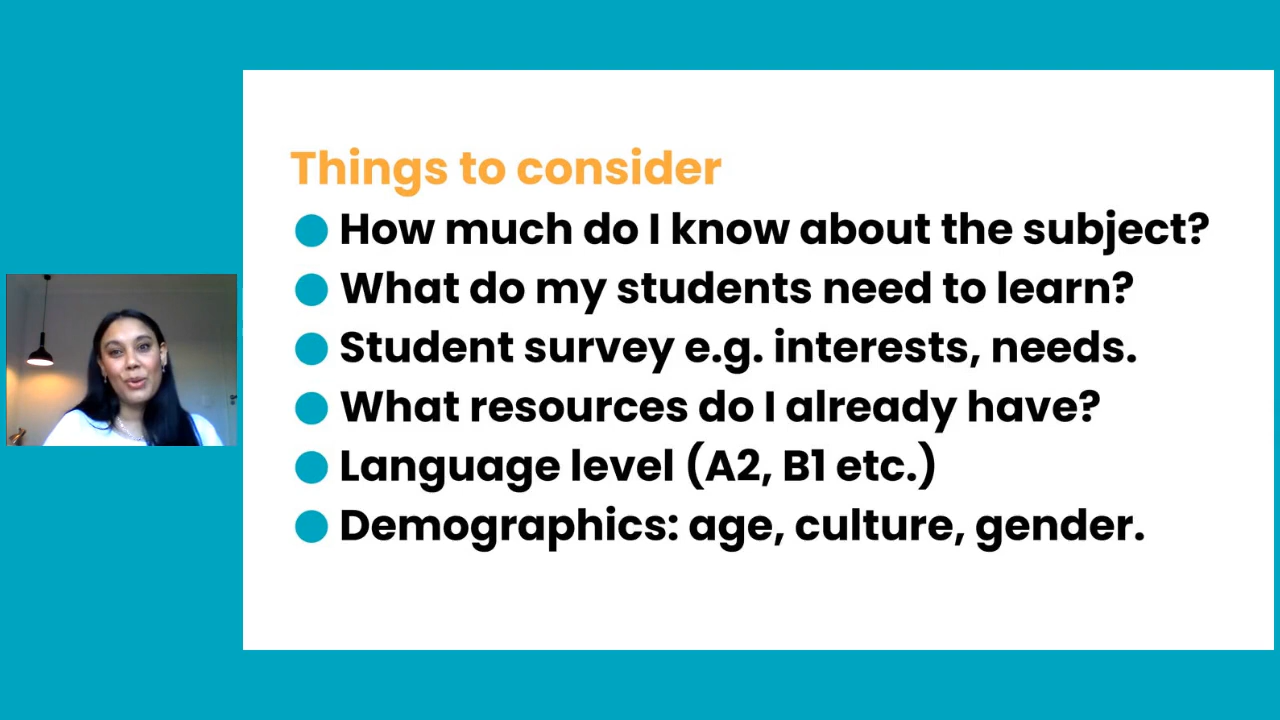 Things to consider
How much do I know about the subject?
What do my students need to learn?
Student survey e.g. interests, needs.
What resources do I already have?
Language level (A2, B1 etc.)
Demographics: age, culture, gender.